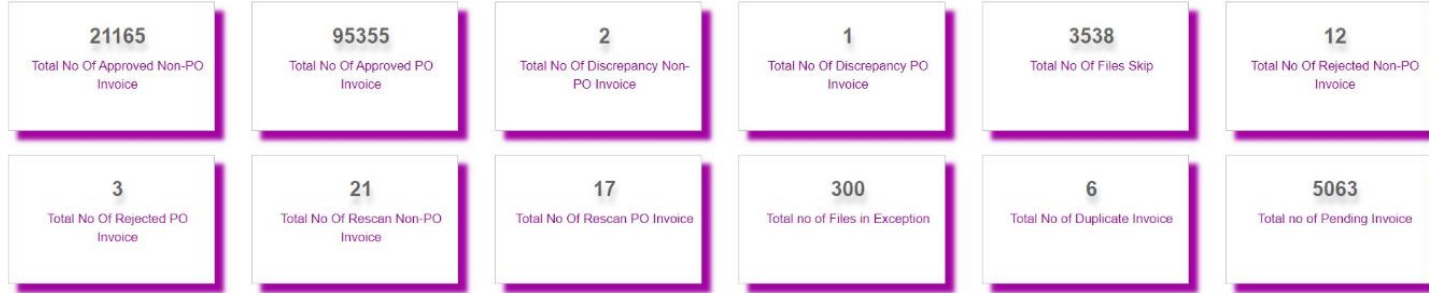 21165
Total No Of Approved Non-PO
Invoice
95355
Total No Of Approved PO
Invoice
2
Total No Of Discrepancy Non-
PO Invoice
1
Total No Of Discrepancy PO
Invoice
3538
Total No Of Files Skip
12
Total No Of Rejected Non-PO
Invoice
3
Total No Of Rejected PO
Invoice
21
Total No Of Rescan Non-PO
Invoice
17
Total No Of Rescan PO Invoice
300
Total no of Files in Exception
6
Total No of Duplicate Invoice
5063
Total no of Pending Invoice